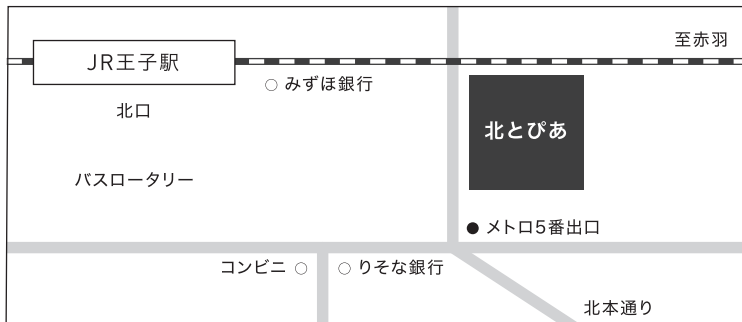 至赤羽
JR王子駅
みずほ銀行
北口
北とぴあ
バスロータリー
メトロ5番出口
コンビニ
りそな銀行
北本通り